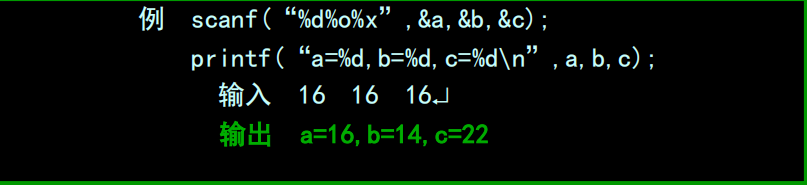 例 scanf(“%d%o%x”,&a,&b,&c);
printf(“a=%d,b=%d,c=%d\n”,a,b,c);
输入 16 16 16↵
输出 a=16,b=14,c=22